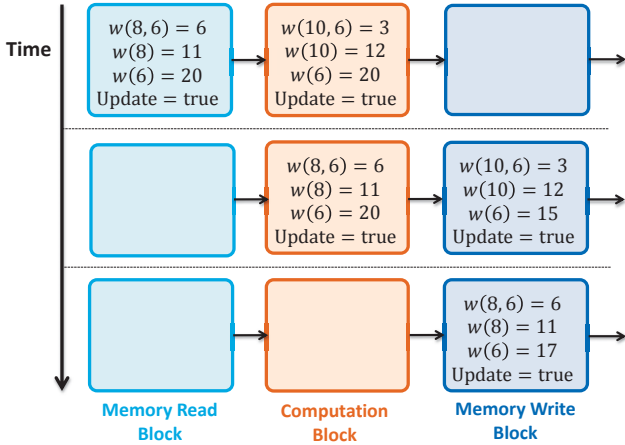 Time
w(8, 6) = 6
w(8) = 11
w(6) = 20
Update = true
w(10, 6) = 3
w(10) = 12
w(6) = 20
Update = true
w(8, 6) = 6
w(8) = 11
w(6) = 20
Update = true
w(10, 6) = 3
w(10) = 12
w(6) = 15
Update = true
w(8, 6) = 6
w(8) = 11
w(6) = 17
Update = true
Memory Read
Block
Computation
Block
Memory Write
Block